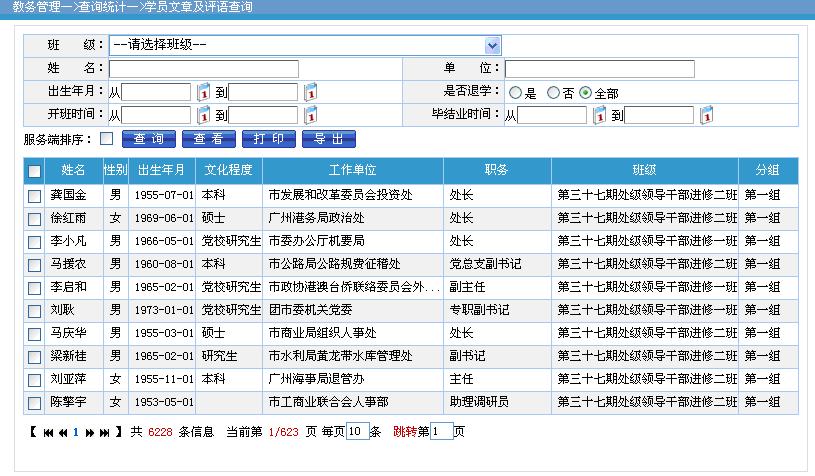 教务管理—>查询统计—>学员文章及评语查询
班 级： --请选择班级--
姓 名： 单 位：
出生年月： 从 到 是否退学： 是 否 全部
开班时间： 从 到 毕结业时间： 从 到
服务端排序： 查 询 查 看 打 印 导 出
姓名 性别 出生年月 文化程度 工作单位 职务 班级 分组
龚国金 男 1955-07-01 本科 市发展和改革委员会投资处 处长 第三十七期处级领导干部进修二班 第一组
徐红雨 女 1969-06-01 硕士 广州港务局政治处 处长 第三十七期处级领导干部进修二班 第一组
李小凡 男 1966-05-01 党校研究生 市委办公厅机要局 处长 第三十七期处级领导干部进修一班 第一组
马援农 男 1960-08-01 本科 市公路局公路规费征稽处 党总支副书记 第三十七期处级领导干部进修二班 第一组
李启和 男 1965-02-01 党校研究生 市政协港澳台侨联络委员会外... 副主任 第三十七期处级领导干部进修一班 第一组
刘耿 男 1973-01-01 党校研究生 团市委机关党委 专职副书记 第三十七期处级领导干部进修一班 第一组
马庆华 男 1955-03-01 硕士 市商业局组织人事处 处长 第三十七期处级领导干部进修二班 第一组
梁新桂 男 1965-02-01 研究生 市水利局黄龙带水库管理处 副书记 第三十七期处级领导干部进修二班 第一组
刘亚萍 女 1955-11-01 本科 广州海事局退管办 主任 第三十七期处级领导干部进修二班 第一组
陈擎宇 女 1953-05-01 市工商业联合会人事部 助理调研员 第三十七期处级领导干部进修二班 第一组
【 1 】 共 6228 条信息 当前第 1/623 页 每页10条 跳转第1页